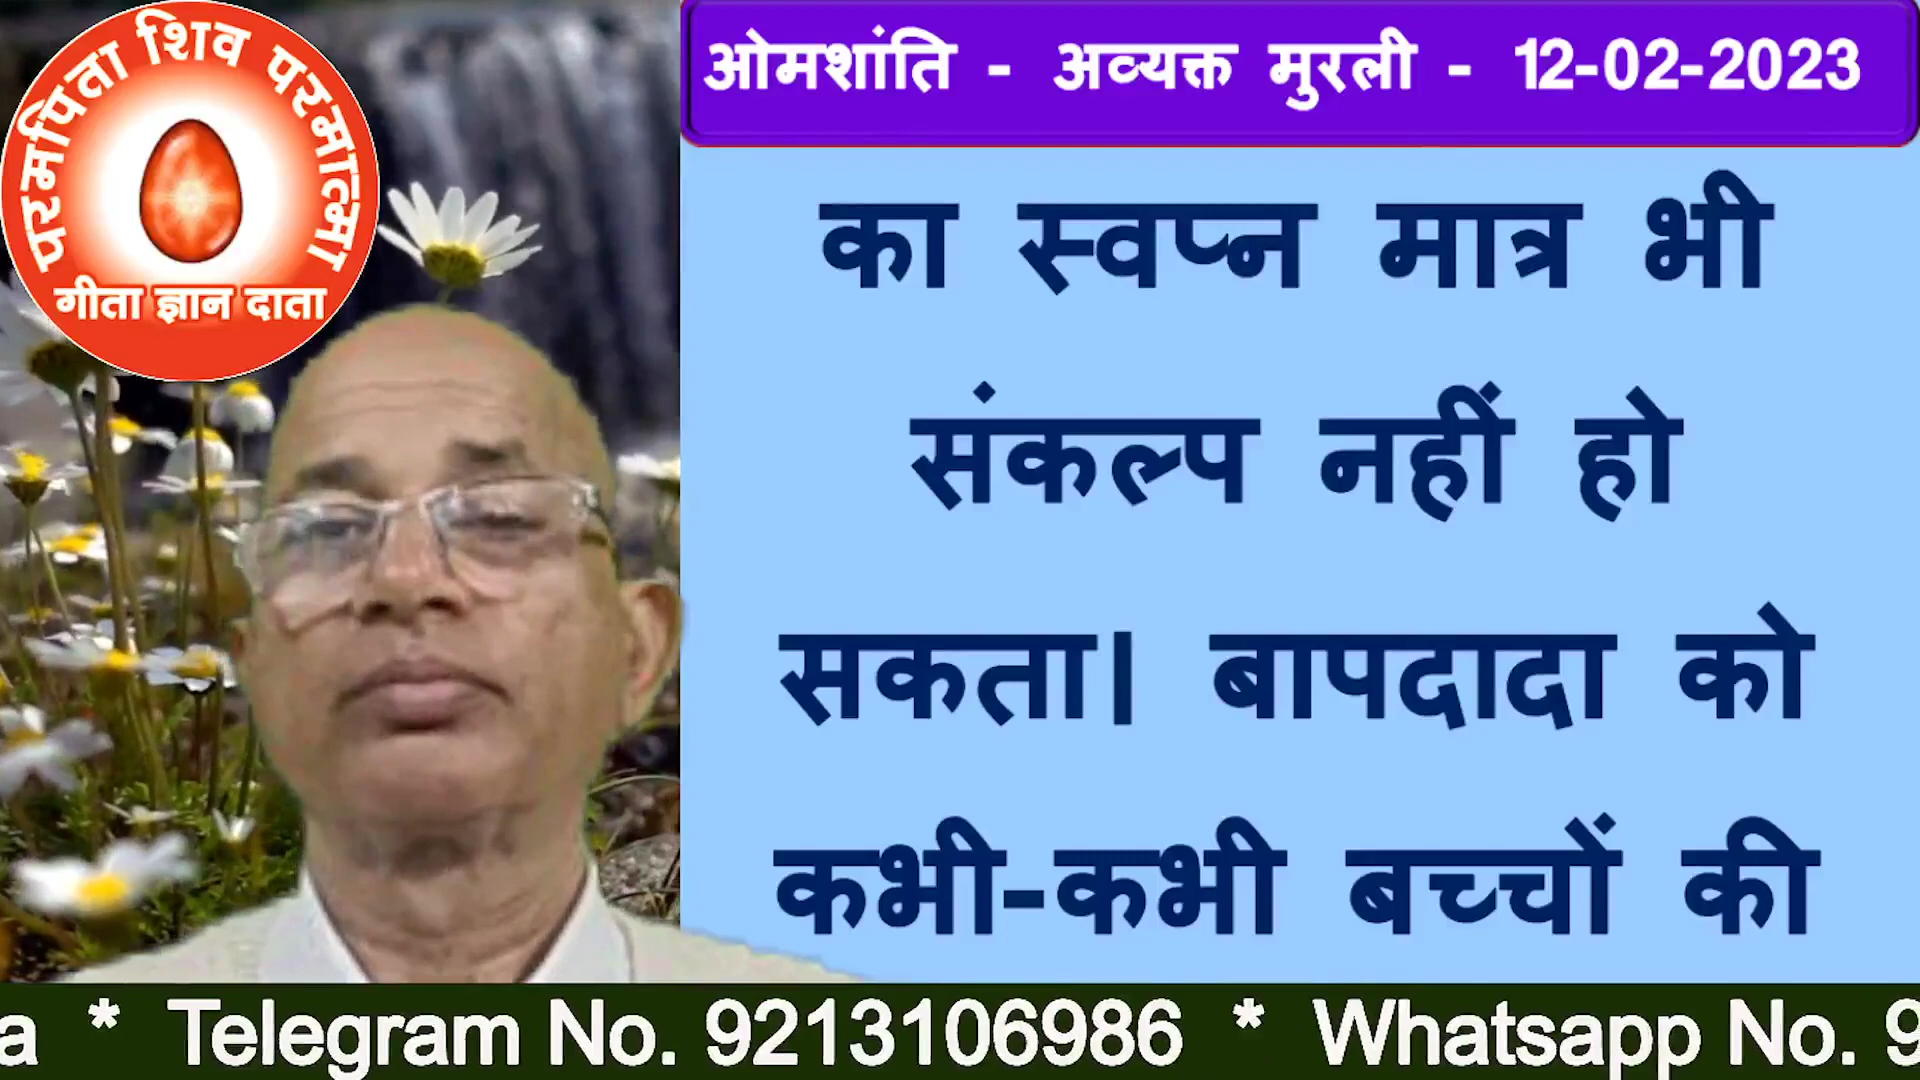 परमपिता शिव परमात्मा
गीता ज्ञान दाता
ओमशांति - अव्यक्त मुरली - 12-02-2023
का स्वप्न मात्र भी
संकल्प नहीं हो
सकता। बापदादा को
कभी-कभी बच्चों की
a * Telegram No. 9213106986 * Whatsapp No. 9